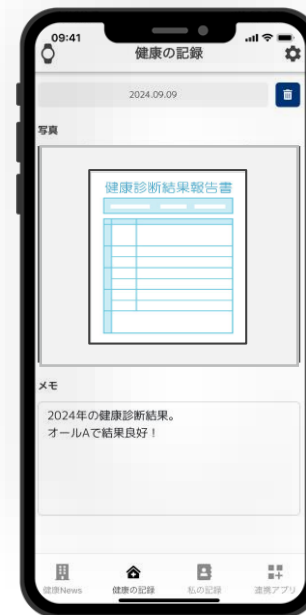 09:41
健康の記録
2024.09.09
写真
健康診断結果報告書
メモ
2024年の健康診断結果。
オールAで結果良好！
健康News 健康の記録 私の記録 連携アプリ